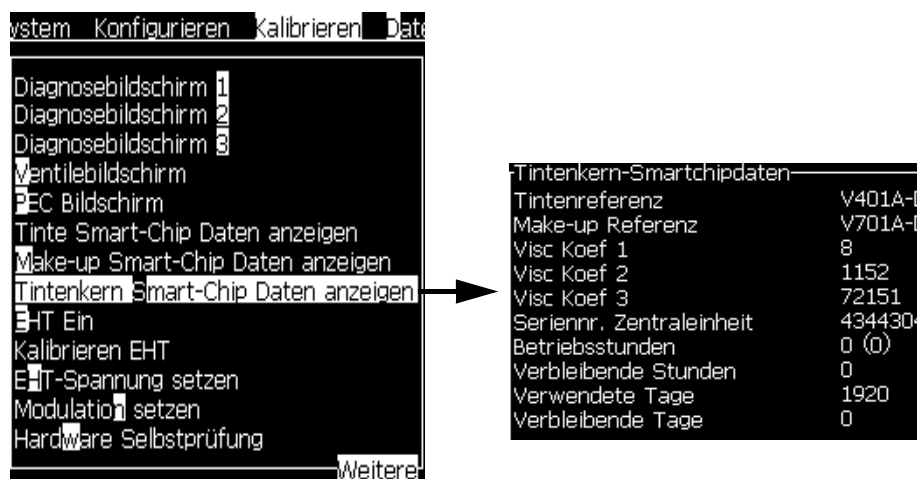 ystem Konfigurieren Kalibrieren Date
Diagnosebildschirm 1
Diagnosebildschirm 2
Diagnosebildschirm 3
Ventilebildschirm
PEC Bildschirm
Tinte Smart-Chip Daten anzeigen
Make-up Smart-Chip Daten anzeigen
Tintenkern Smart-Chip Daten anzeigen
EHT Ein
Kalibrieren EHT
EHT-Spannung setzen
Modulation setzen
Hardware Selbstprüfung
Weitere
Tintenkern-Smartchipdaten
Tintenreferenz V401A-D
Make-up Referenz V701A-D
Visc Koef 1 8
Visc Koef 2 1152
Visc Koef 3 72151
Seriennr. Zentraleinheit 4344304
Betriebsstunden 0 (0)
Verbleibende Stunden 0
Verwendete Tage 1920
Verbleibende Tage 0